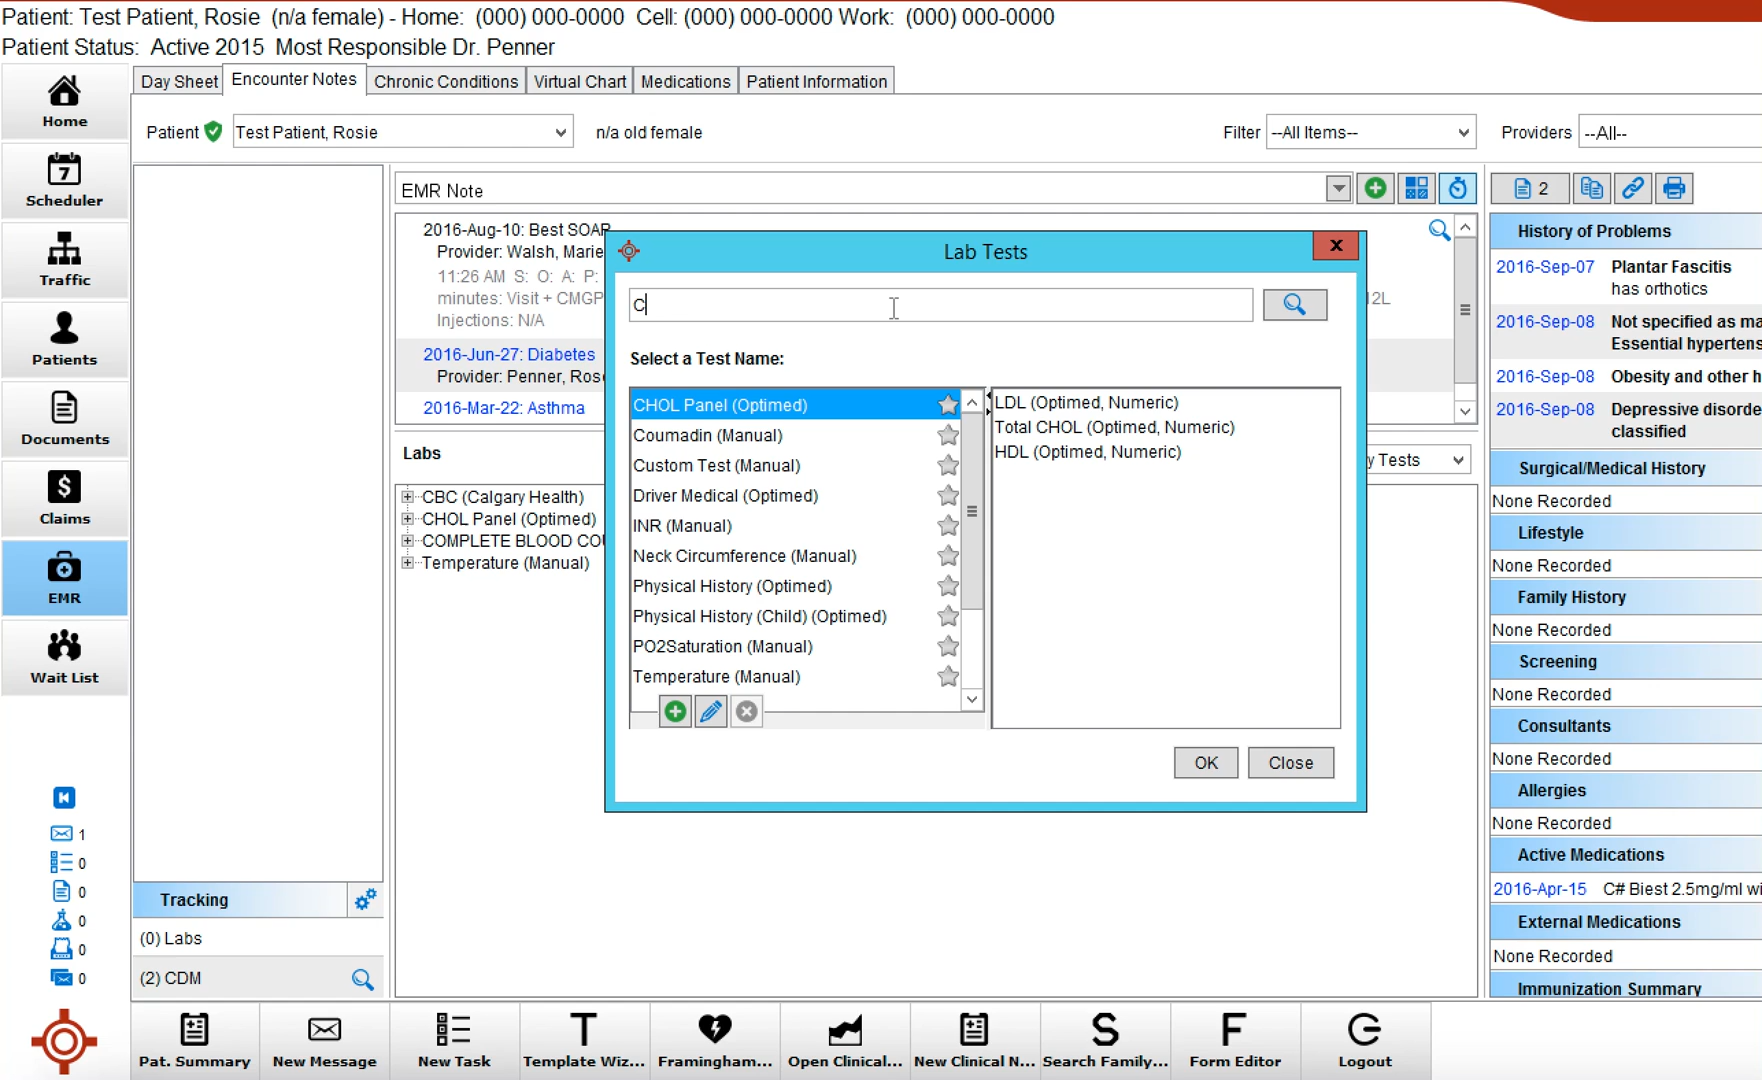 Patient: Test Patient, Rosie (n/a female) - Home: (000) 000-0000 Cell: (000) 000-0000 Work: (000) 000-0000
Patient Status: Active 2015 Most Responsible Dr. Penner
Home
7
Scheduler
Traffic
Patients
Documents
$
Claims
EMR
Wait List
1
0
0
0
0
0
Day Sheet
Encounter Notes
Chronic Conditions
Virtual Chart
Medications
Patient Information
Patient
Test Patient, Rosie
n/a old female
Filter
--All Items--
Providers
--All--
EMR Note
2
2016-Aug-10: Best SOAP
Provider: Walsh, Marie
11:26 AM S: O: A: P:
minutes: Visit + CMGP
12L
Injections: N/A
2016-Jun-27: Diabetes
Provider: Penner, Rose
2016-Mar-22: Asthma
Labs
y Tests
CBC (Calgary Health)
CHOL Panel (Optimed)
COMPLETE BLOOD COU
Temperature (Manual)
Lab Tests
x
C
Select a Test Name:
CHOL Panel (Optimed)
Coumadin (Manual)
Custom Test (Manual)
Driver Medical (Optimed)
INR (Manual)
Neck Circumference (Manual)
Physical History (Optimed)
Physical History (Child) (Optimed)
PO2Saturation (Manual)
Temperature (Manual)
LDL (Optimed, Numeric)
Total CHOL (Optimed, Numeric)
HDL (Optimed, Numeric)
OK
Close
History of Problems
2016-Sep-07 Plantar Fascitis
has orthotics
2016-Sep-08 Not specified as ma
Essential hypertens
2016-Sep-08 Obesity and other h
2016-Sep-08 Depressive disorde
classified
Surgical/Medical History
None Recorded
Lifestyle
None Recorded
Family History
None Recorded
Screening
None Recorded
Consultants
None Recorded
Allergies
None Recorded
Active Medications
2016-Apr-15 C# Biest 2.5mg/ml wi
External Medications
None Recorded
Immunization Summary
Tracking
(0) Labs
(2) CDM
Pat. Summary
New Message
New Task
T
Template Wiz...
Framingham...
Open Clinical...
New Clinical N...
S
Search Family...
F
Form Editor
Logout